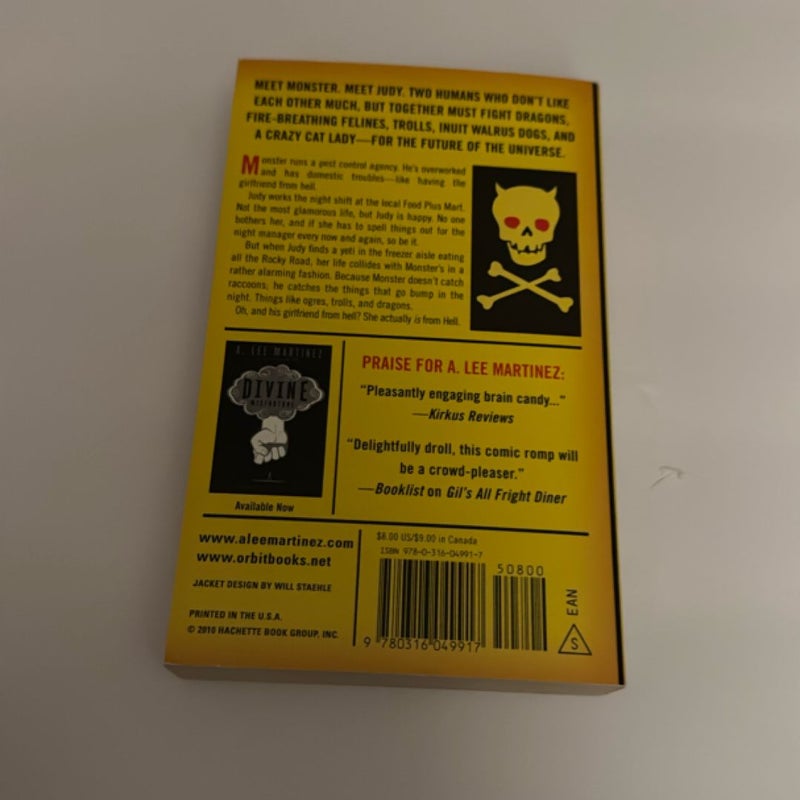 MEET MONSTER. MEET JUDY. TWO HUMANS WHO DON'T LIKE
EACH OTHER MUCH, BUT TOGETHER MUST FIGHT DRAGONS,
FIRE-BREATHING FELINES, TROLLS, INUIT WALRUS DOGS, AND
A CRAZY CAT LADY—FOR THE FUTURE OF THE UNIVERSE.
Monster runs a pest control agency. He's overworked
and has domestic troubles—like having the
girlfriend from hell.
Judy works the night shift at the local Food Plus Mart.
Not the most glamorous life, but Judy is happy. No one
bothers her, and if she has to spell things out for the
night manager every now and again, so be it.
But when Judy finds a yeti in the freezer aisle eating
all the Rocky Road, her life collides with Monster's in a
rather alarming fashion. Because Monster doesn't catch
raccoons; he catches the things that go bump in the
night. Things like ogres, trolls, and dragons.
Oh, and his girlfriend from hell? She actually is from Hell.
A. LEE MARTINEZ
DIVINE
MISFORTUNE
Available Now
PRAISE FOR A. LEE MARTINEZ:
"Pleasantly engaging brain candy..."
—Kirkus Reviews
"Delightfully droll, this comic romp will
be a crowd-pleaser."
—Booklist on Gil's All Fright Diner
www.aleemartinez.com
www.orbitbooks.net
JACKET DESIGN BY WILL STAEHLE
PRINTED IN THE U.S.A.
© 2010 HACHETTE BOOK GROUP, INC.
$8.00 US/$9.00 in Canada
ISBN 978-0-316-04991-7
50800
9 780316 049917
EAN
S